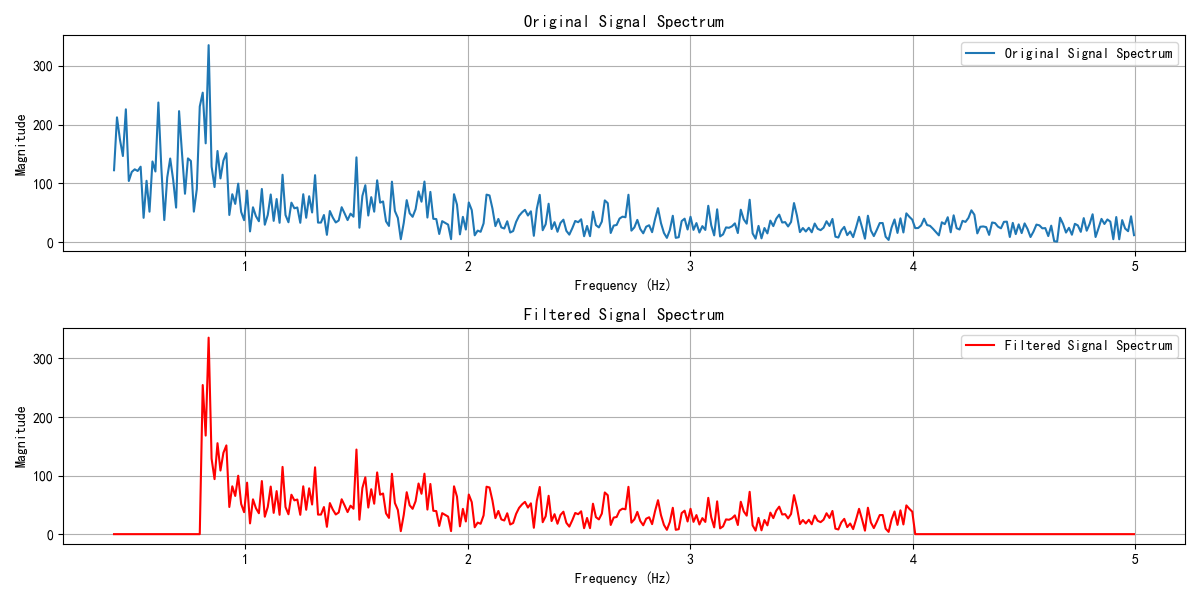 Original Signal Spectrum
Original Signal Spectrum
Magnitude
300
200
100
0
1 2 3 4 5
Frequency (Hz)
Filtered Signal Spectrum
Filtered Signal Spectrum
Magnitude
300
200
100
0
1 2 3 4 5
Frequency (Hz)